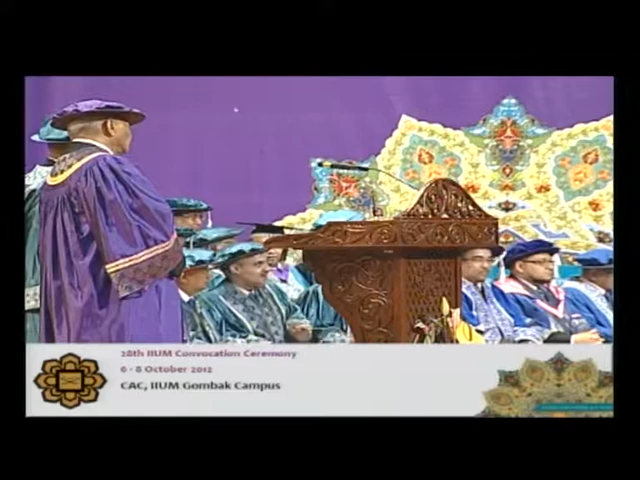 28th IIUM Convocation Ceremony
6 - 8 October 2012
CAC, IIUM Gombak Campus